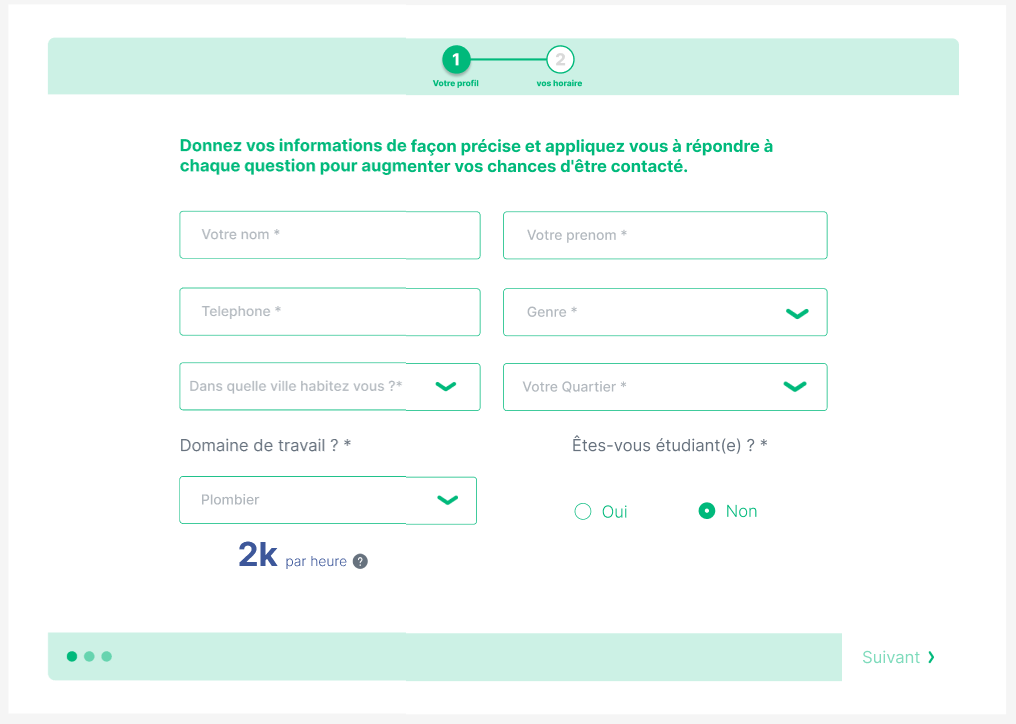 1
2
Votre profil
vos horaire
Donnez vos informations de façon précise et appliquez vous à répondre à
chaque question pour augmenter vos chances d'être contacté.
Votre nom *
Votre prenom *
Telephone *
Genre *
Dans quelle ville habitez vous ?*
Votre Quartier *
Domaine de travail ? *
Êtes-vous étudiant(e) ? *
Plombier
Oui
Non
2k par heure ?
Suivant ›